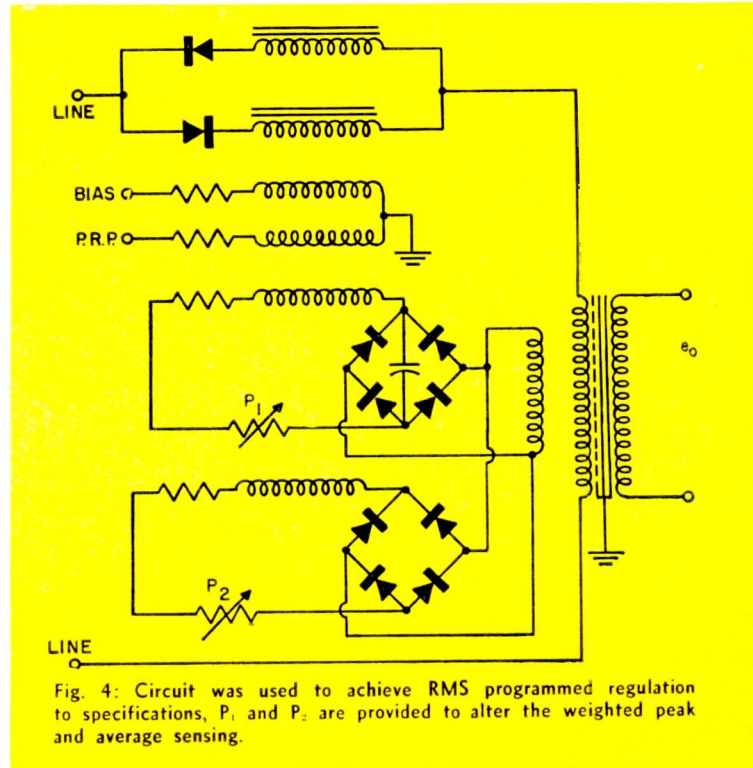 LINE
BIAS
P.R.P.
P₁
e₀
P₂
LINE
Fig. 4: Circuit was used to achieve RMS programmed regulation
to specifications, P₁ and P₂ are provided to alter the weighted peak
and average sensing.